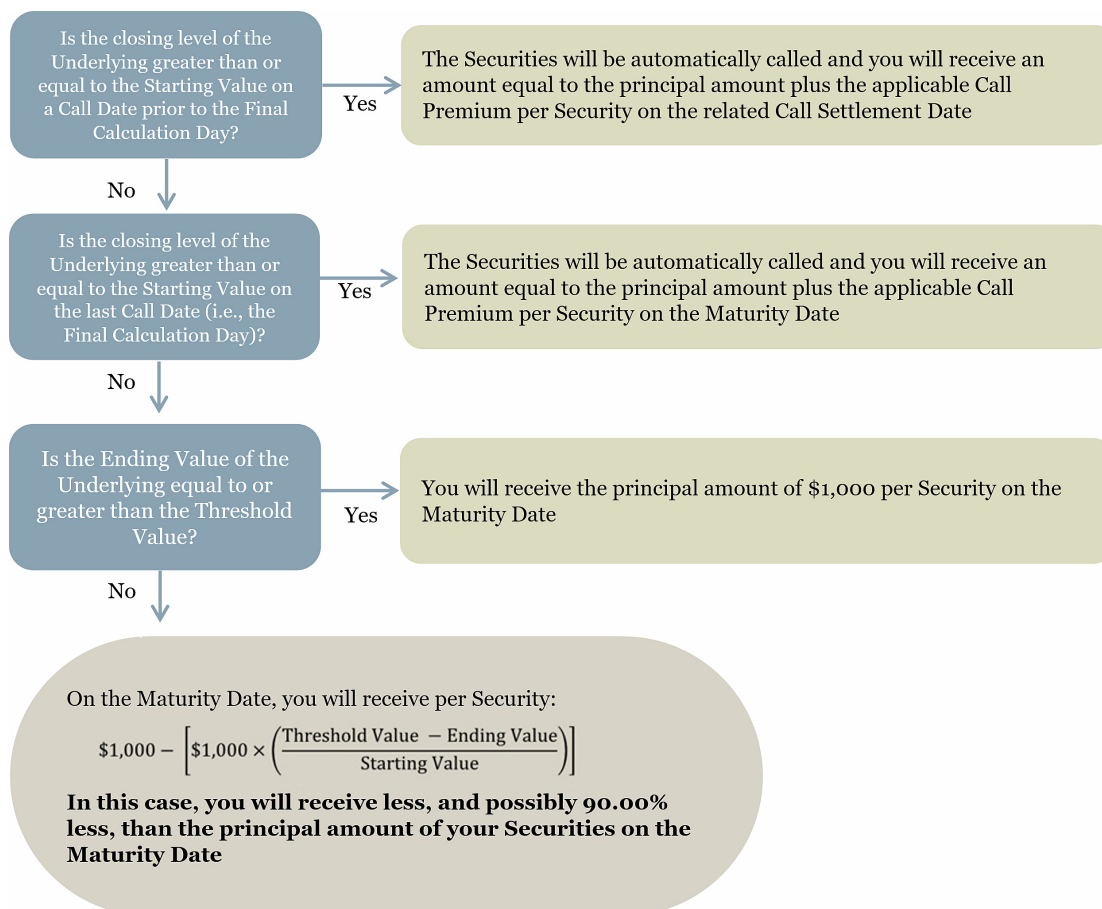 Is the closing level of the
Underlying greater than or
equal to the Starting Value on
a Call Date prior to the Final
Calculation Day?
Yes
The Securities will be automatically called and you will receive an
amount equal to the principal amount plus the applicable Call
Premium per Security on the related Call Settlement Date
No
Is the closing level of the
Underlying greater than or
equal to the Starting Value on
the last Call Date (i.e., the
Final Calculation Day)?
Yes
The Securities will be automatically called and you will receive an
amount equal to the principal amount plus the applicable Call
Premium per Security on the Maturity Date
No
Is the Ending Value of the
Underlying equal to or
greater than the Threshold
Value?
Yes
You will receive the principal amount of $1,000 per Security on the
Maturity Date
No
On the Maturity Date, you will receive per Security:
$1,000 − [$1,000 × (Threshold Value − Ending Value / Starting Value)]
In this case, you will receive less, and possibly 90.00%
less, than the principal amount of your Securities on the
Maturity Date